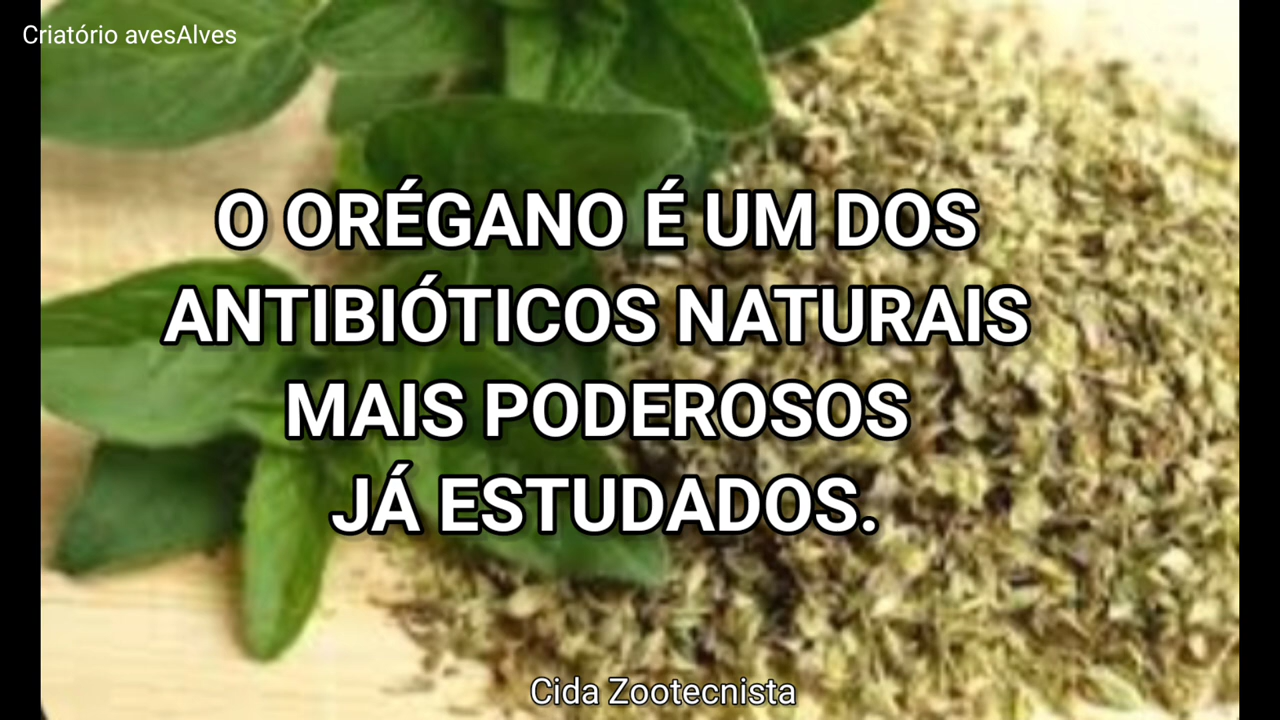 Criatório avesAlves
O ORÉGANO É UM DOS
ANTIBIÓTICOS NATURAIS
MAIS PODEROSOS
JÁ ESTUDADOS.
Cida Zootecnista